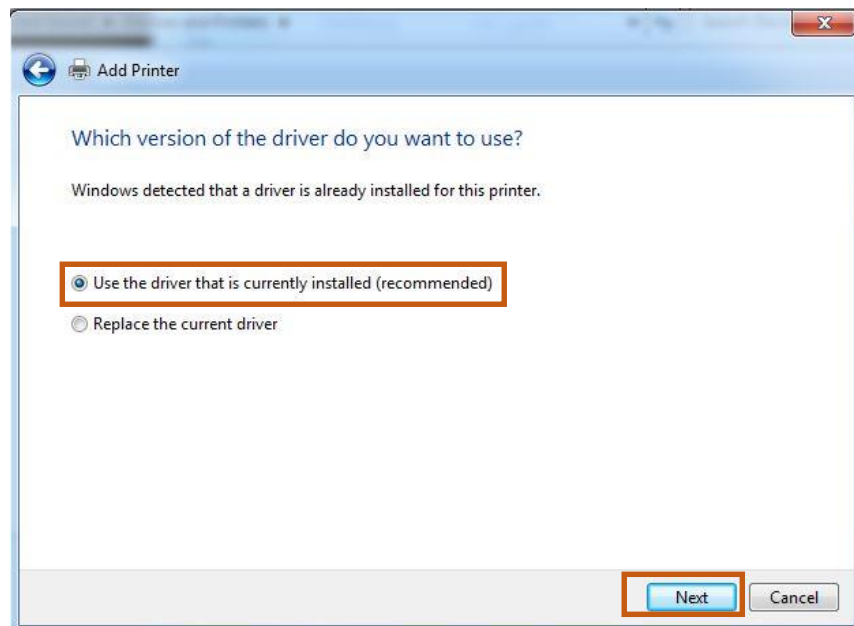 Add Printer
Which version of the driver do you want to use?
Windows detected that a driver is already installed for this printer.
Use the driver that is currently installed (recommended)
Replace the current driver
Next Cancel